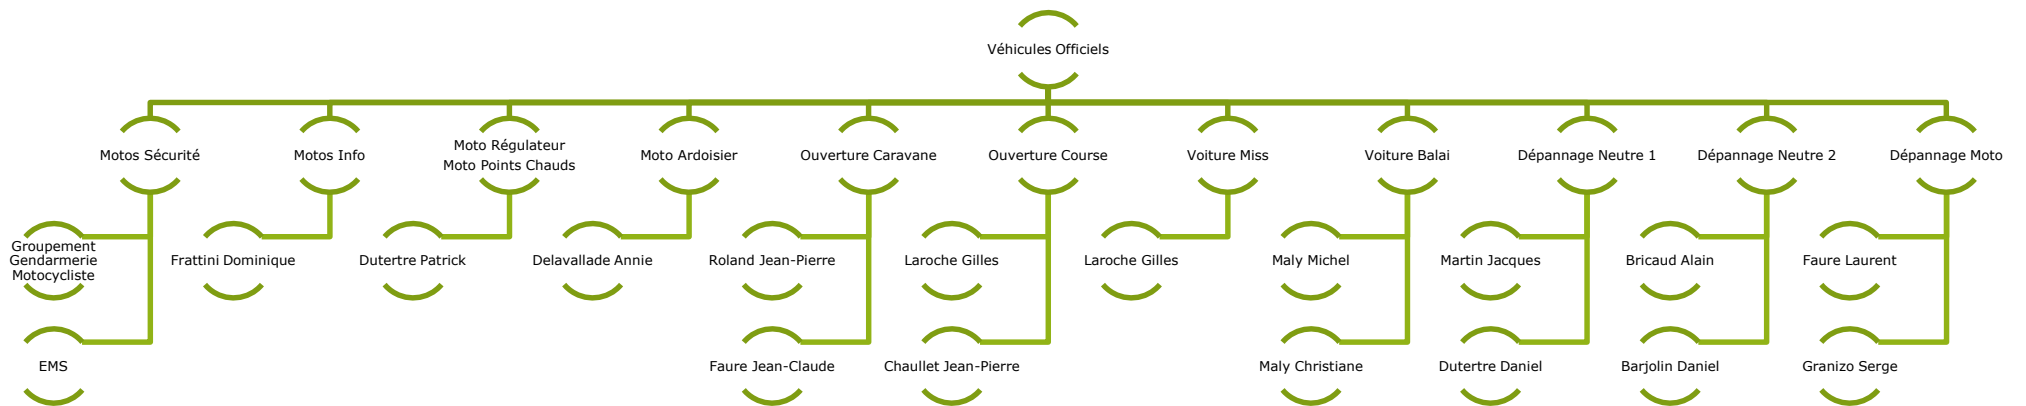 Véhicules Officiels
Motos Sécurité
Motos Info
Moto Régulateur
Moto Points Chauds
Moto Ardoisier
Ouverture Caravane
Ouverture Course
Voiture Miss
Voiture Balai
Dépannage Neutre 1
Dépannage Neutre 2
Dépannage Moto
Groupement
Gendarmerie
Motocycliste
Frattini Dominique
Dutertre Patrick
Delavallade Annie
Roland Jean-Pierre
Laroche Gilles
Laroche Gilles
Maly Michel
Martin Jacques
Bricaud Alain
Faure Laurent
EMS
Faure Jean-Claude
Chaullet Jean-Pierre
Maly Christiane
Dutertre Daniel
Barjolin Daniel
Granizo Serge